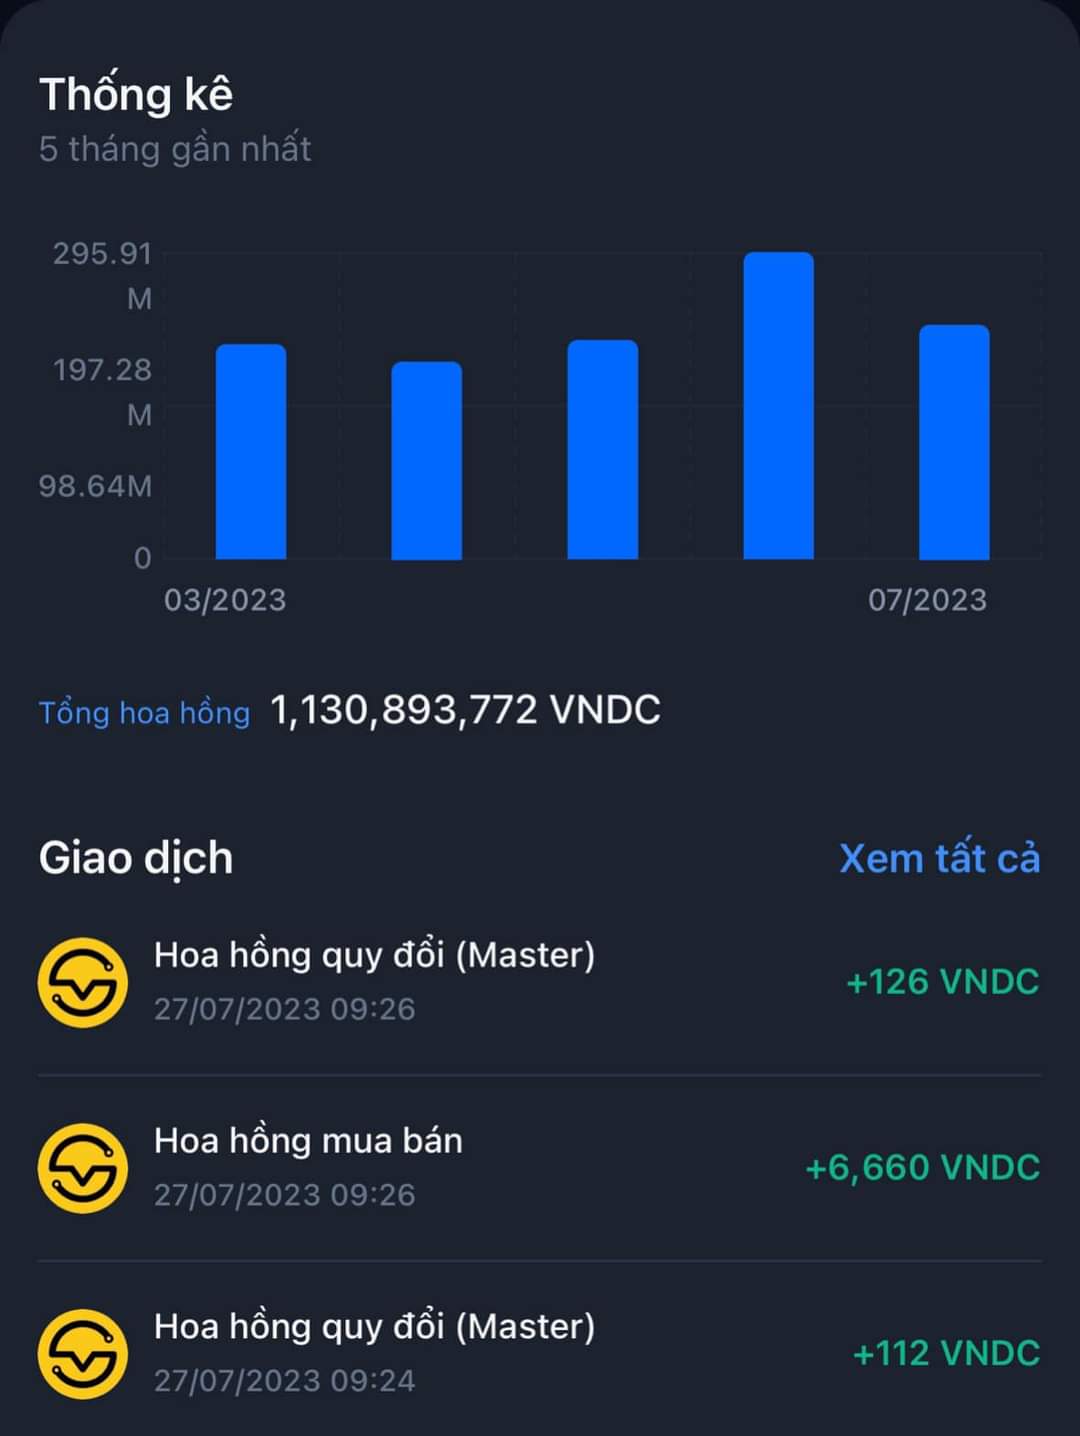 Thống kê
5 tháng gần nhất
295.91
M
197.28
M
98.64M
0
03/2023
07/2023
Tổng hoa hồng 1,130,893,772 VNDC
Giao dịch
Xem tất cả
Hoa hồng quy đổi (Master)
27/07/2023 09:26
+126 VNDC
Hoa hồng mua bán
27/07/2023 09:26
+6,660 VNDC
Hoa hồng quy đổi (Master)
27/07/2023 09:24
+112 VNDC